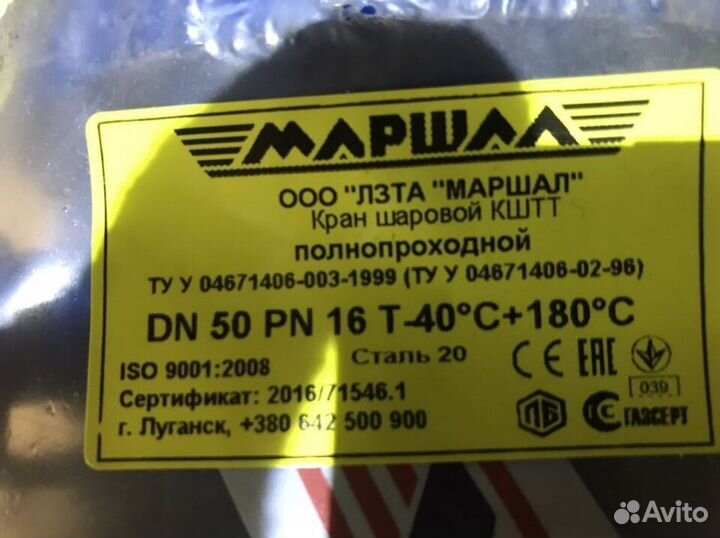 МАРШАЛ
ООО "ЛЗТА "МАРШАЛ"
Кран шаровой КШТТ
полнопроходной
ТУ У 04671406-003-1999 (ТУ У 04671406-02-96)
DN 50 PN 16 T-40°C+180°C
ISO 9001:2008
Сталь 20
CE EAC
Сертификат: 2016/71546.1
039
г. Луганск, +380 642 500 900
ПБ
ГАЗСЕРТ
Avito